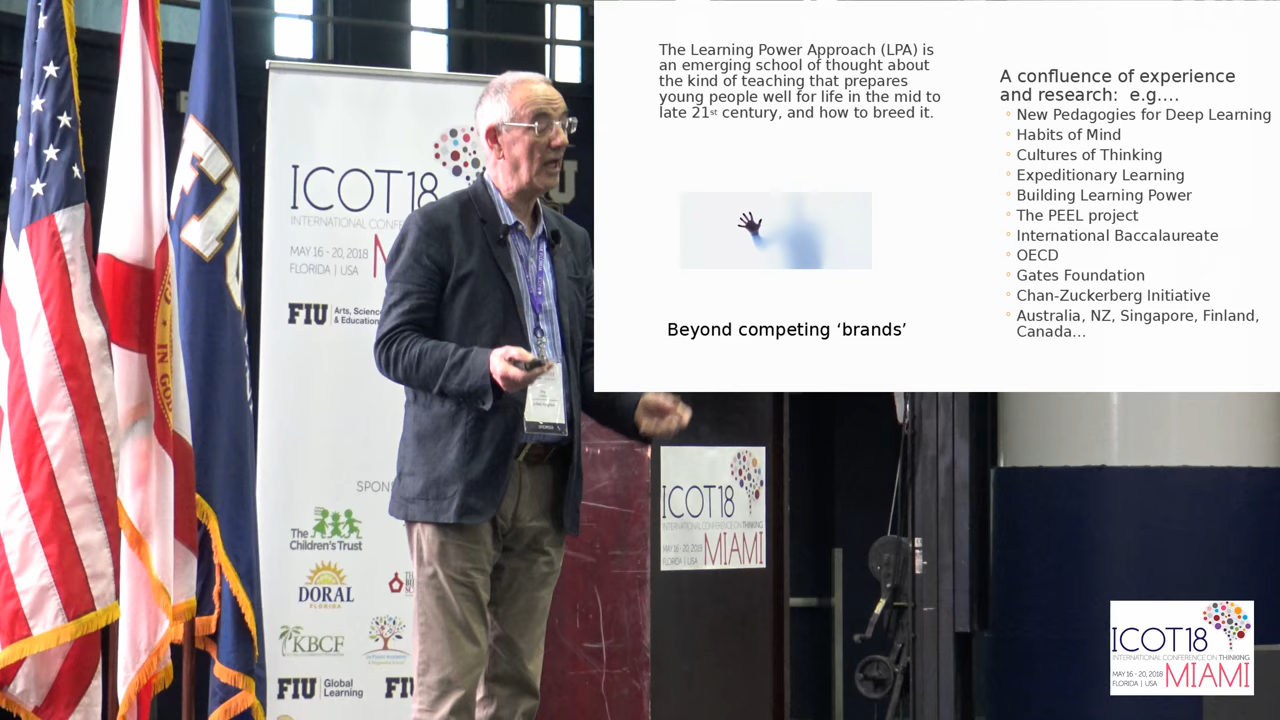 The Learning Power Approach (LPA) is
an emerging school of thought about
the kind of teaching that prepares
young people well for life in the mid to
late 21st century, and how to breed it.
Beyond competing ‘brands’
A confluence of experience
and research: e.g....
New Pedagogies for Deep Learning
Habits of Mind
Cultures of Thinking
Expeditionary Learning
Building Learning Power
The PEEL project
International Baccalaureate
OECD
Gates Foundation
Chan-Zuckerberg Initiative
Australia, NZ, Singapore, Finland,
Canada...
ICOT18
INTERNATIONAL
MAY 16 - 20, 2018
FLORIDA | USA
M
FIU Arts,
& Education
The
Children's Trust
DORAL
FLORIDA
KBCF
FIU Global
Learning
FIU
ICOT18
INTERNATIONAL CONFERENCE ON THINKING
MAY 16 - 20, 2018
FLORIDA | USA
MIAMI
ICOT18
INTERNATIONAL CONFERENCE ON THINKING
MAY 16 - 20, 2018
FLORIDA | USA
MIAMI